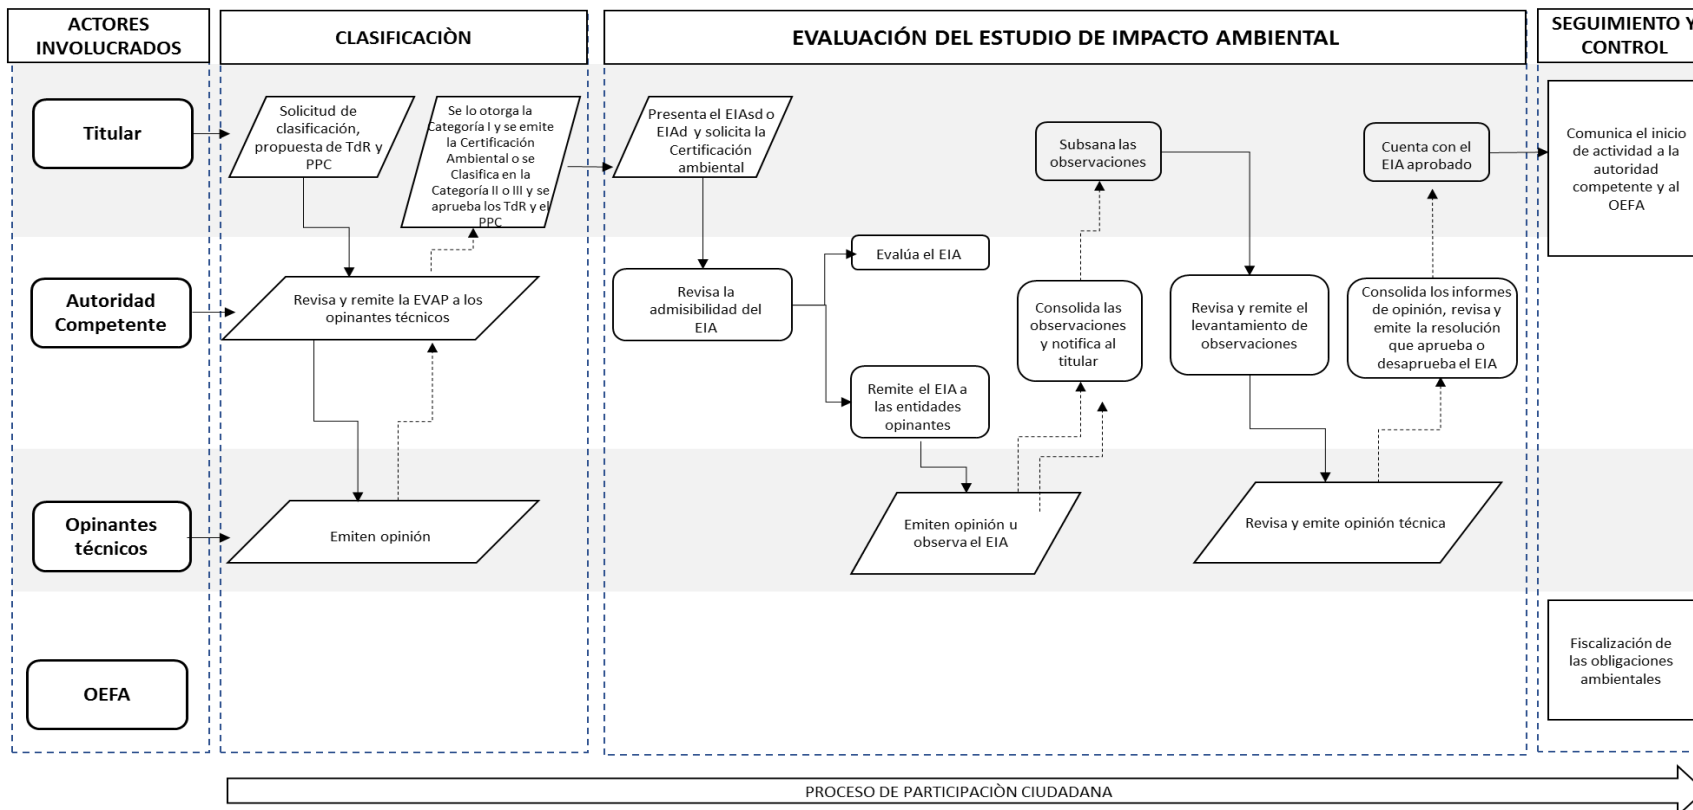 ACTORES
INVOLUCRADOS
CLASIFICACIÒN
EVALUACIÓN DEL ESTUDIO DE IMPACTO AMBIENTAL
SEGUIMIENTO Y
CONTROL
Titular
Solicitud de
clasificación,
propuesta de TdR y
PPC
Se lo otorga la
Categoría I y se emite
la Certificación
Ambiental o se
Clasifica en la
Categoría II o III y se
aprueba los TdR y el
PPC
Presenta el EIAsd o
EIAd y solicita la
Certificación
ambiental
Subsana las
observaciones
Cuenta con el
EIA aprobado
Comunica el inicio
de actividad a la
autoridad
competente y al
OEFA
Autoridad
Competente
Revisa y remite la EVAP a los
opinantes técnicos
Revisa la
admisibilidad del
EIA
Evalúa el EIA
Remite el EIA a
las entidades
opinantes
Consolida las
observaciones
y notifica al
titular
Revisa y remite el
levantamiento de
observaciones
Consolida los informes
de opinión, revisa y
emite la resolución
que aprueba o
desaprueba el EIA
Opinantes
técnicos
Emiten opinión
Emiten opinión u
observa el EIA
Revisa y emite opinión técnica
OEFA
Fiscalización de
las obligaciones
ambientales
PROCESO DE PARTICIPACIÒN CIUDADANA